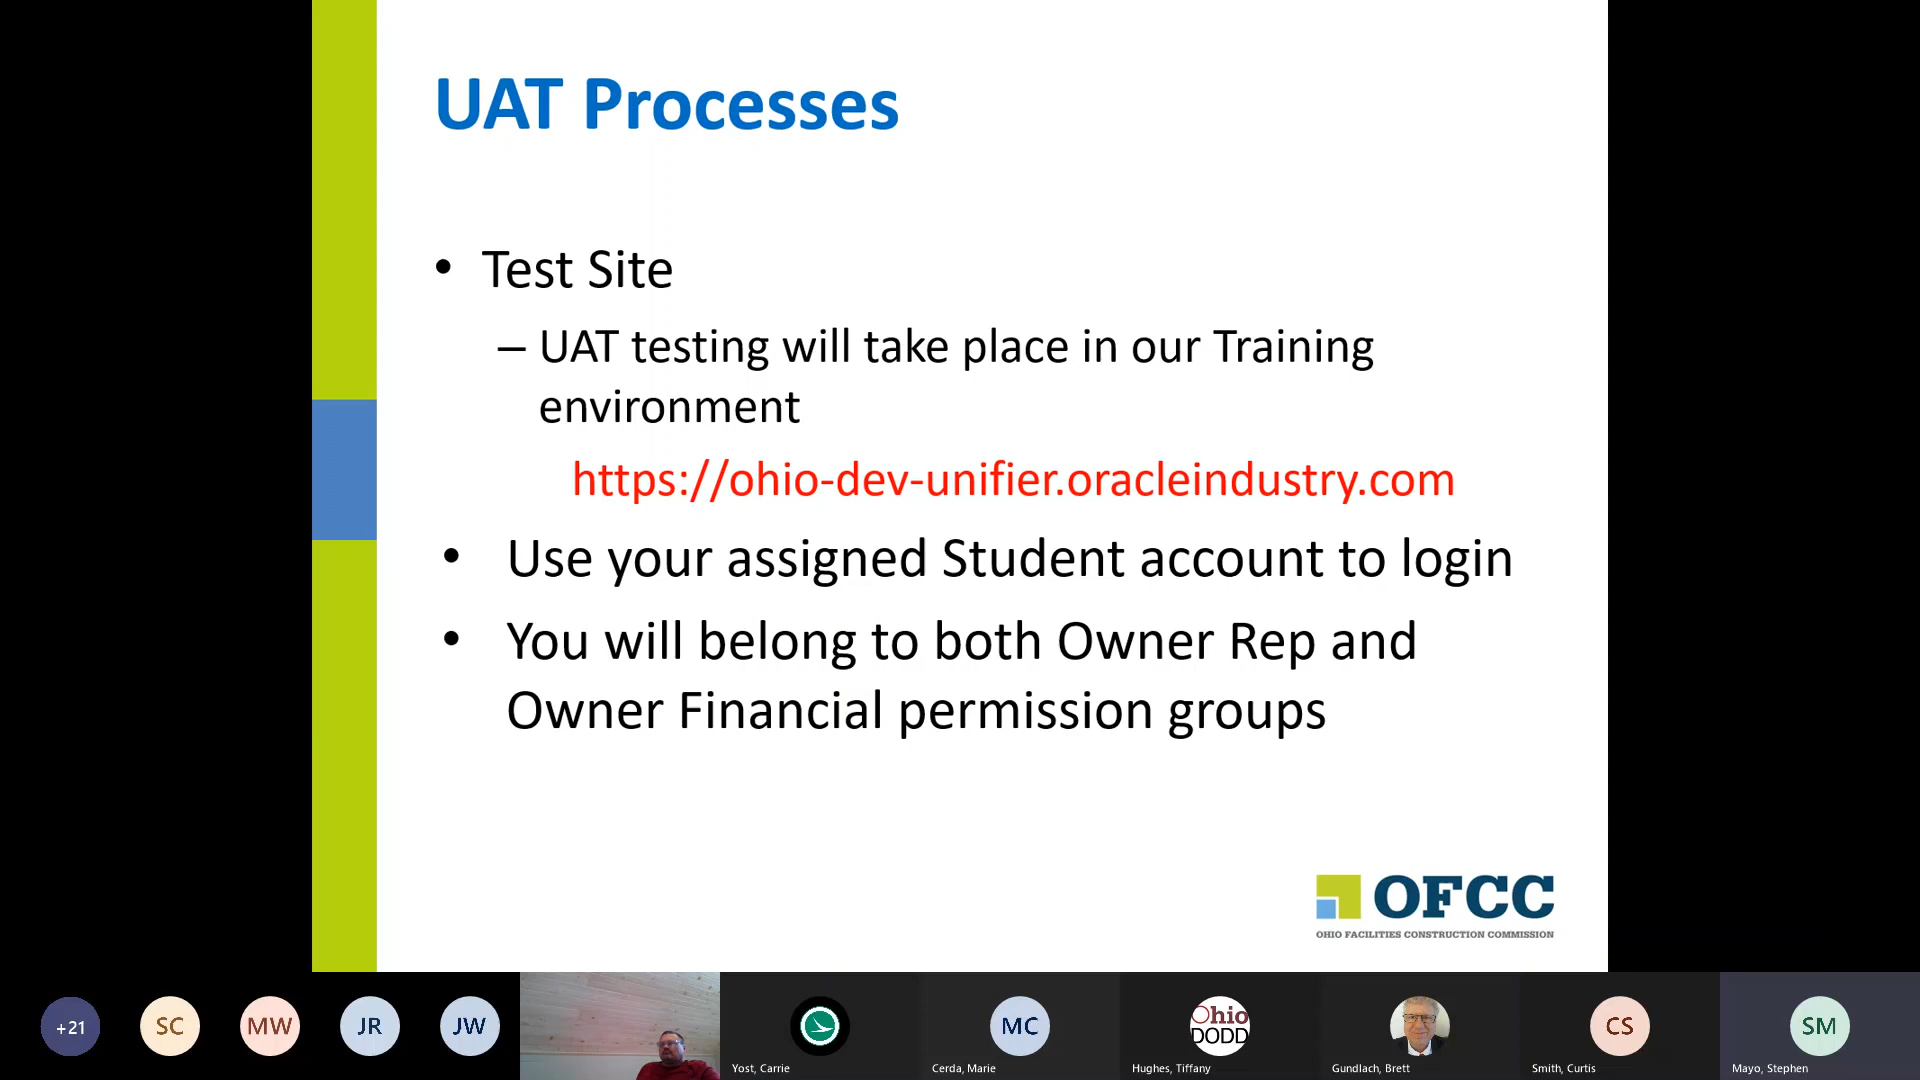 UAT Processes
• Test Site
– UAT testing will take place in our Training
environment
https://ohio-dev-unifier.oracleindustry.com
• Use your assigned Student account to login
• You will belong to both Owner Rep and
Owner Financial permission groups
OFCC
OHIO FACILITIES CONSTRUCTION COMMISSION
+21
SC
MW
JR
JW
Yost, Carrie
MC
Cerda, Marie
Ohio
DODD
Hughes, Tiffany
Gundlach, Brett
CS
Smith, Curtis
SM
Mayo, Stephen